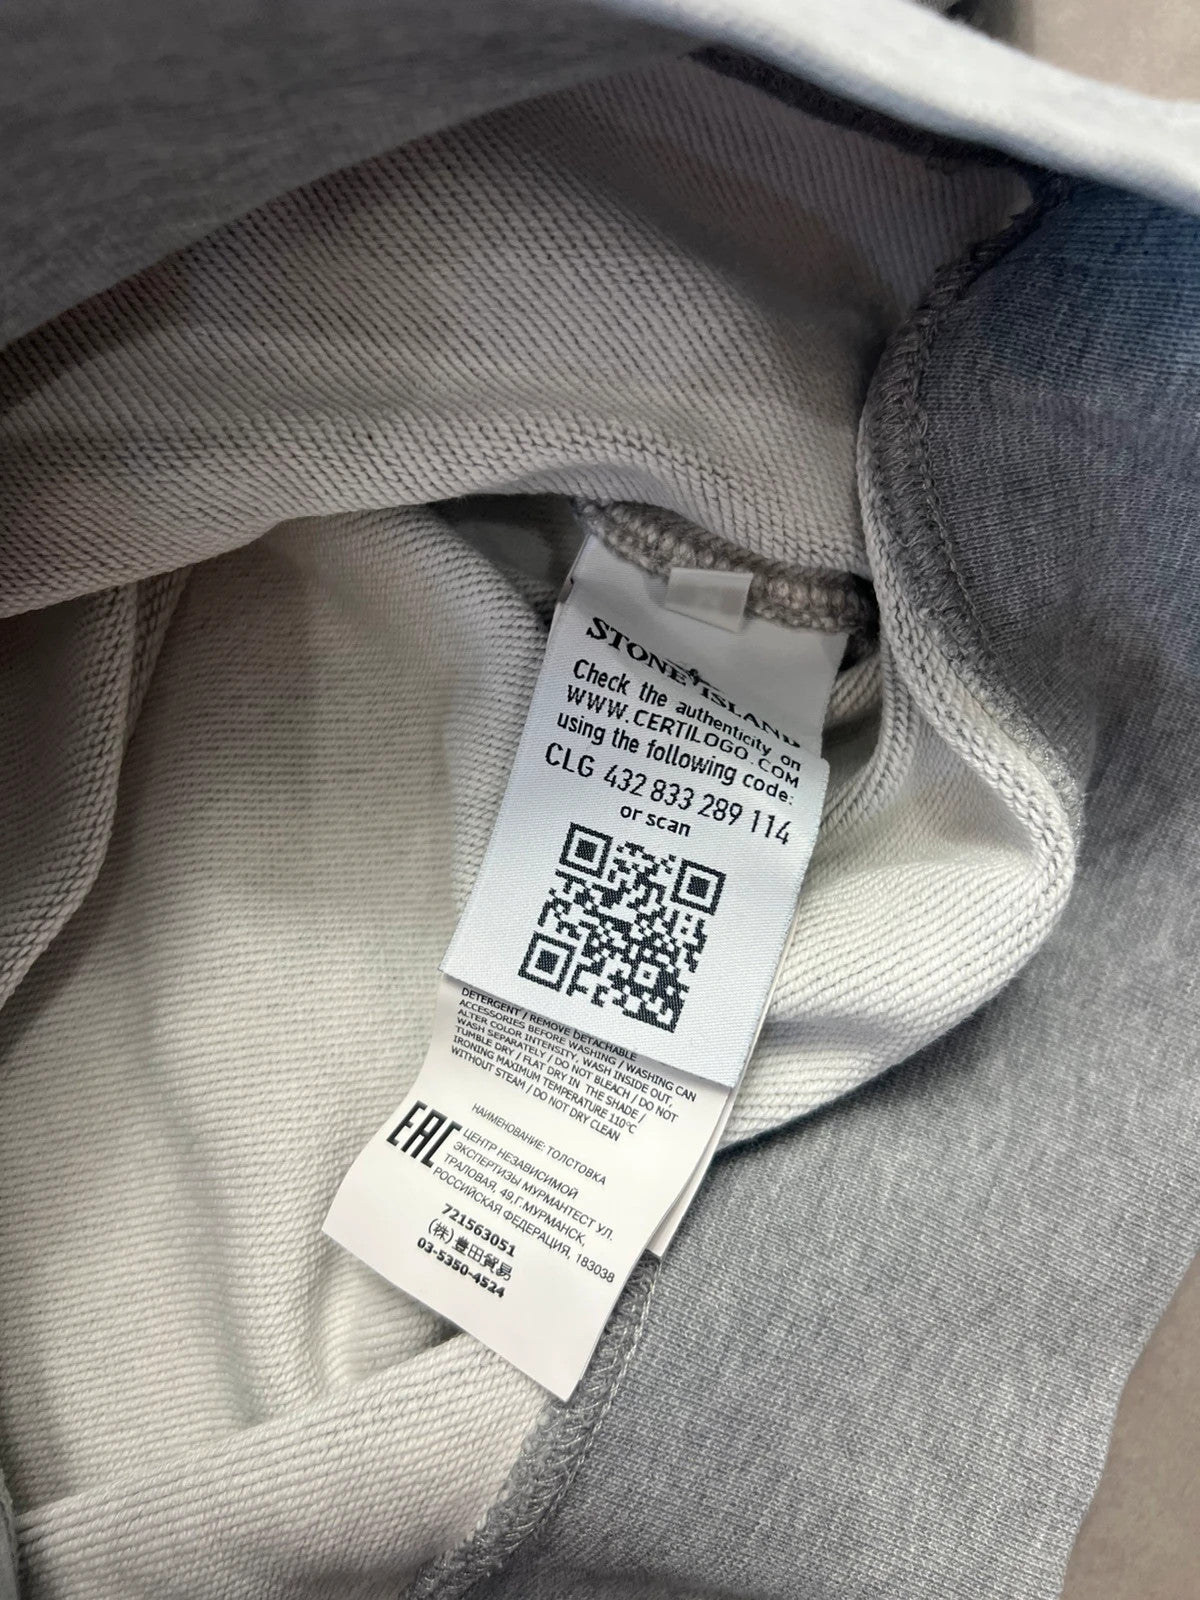 STONE ISLAND
Check the authenticity on
WWW.CERTILOGO.COM
using the following code:
CLG 432 833 289 114
or scan
DETERGENT / REMOVE DETACHABLE
ACCESSORIES BEFORE WASHING / WASHING CAN
ALTER COLOR INTENSITY, WASH INSIDE OUT,
WASH SEPARATELY / DO NOT BLEACH / DO NOT
TUMBLE DRY / FLAT DRY IN THE SHADE /
IRONING MAXIMUM TEMPERATURE 110°C
WITHOUT STEAM / DO NOT DRY CLEAN
EAC
НАИМЕНОВАНИЕ: ТОЛСТОВКА
ЦЕНТР НЕЗАВИСИМОЙ
ЭКСПЕРТИЗЫ МУРМАНТЕСТ УЛ.
ТРАЛОВАЯ, 49,Г.МУРМАНСК,
РОССИЙСКАЯ ФЕДЕРАЦИЯ, 183038
721563051
(株)豊田貿易
03-5350-4524